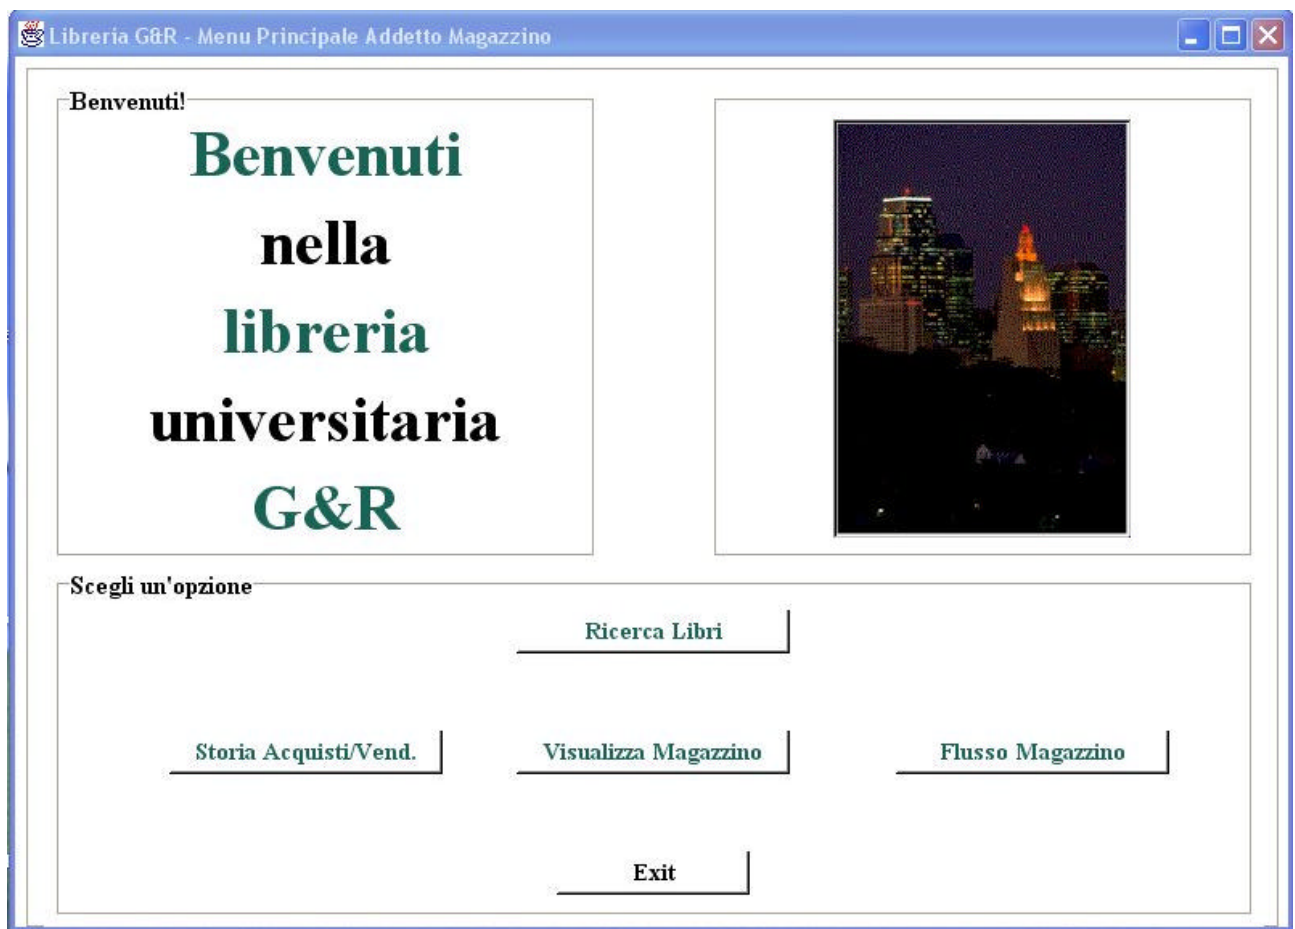 Libreria G&R - Menu Principale Addetto Magazzino
Benvenuti!
Benvenuti
nella
libreria
universitaria
G&R
Scegli un'opzione
Ricerca Libri
Storia Acquisti/Vend.
Visualizza Magazzino
Flusso Magazzino
Exit